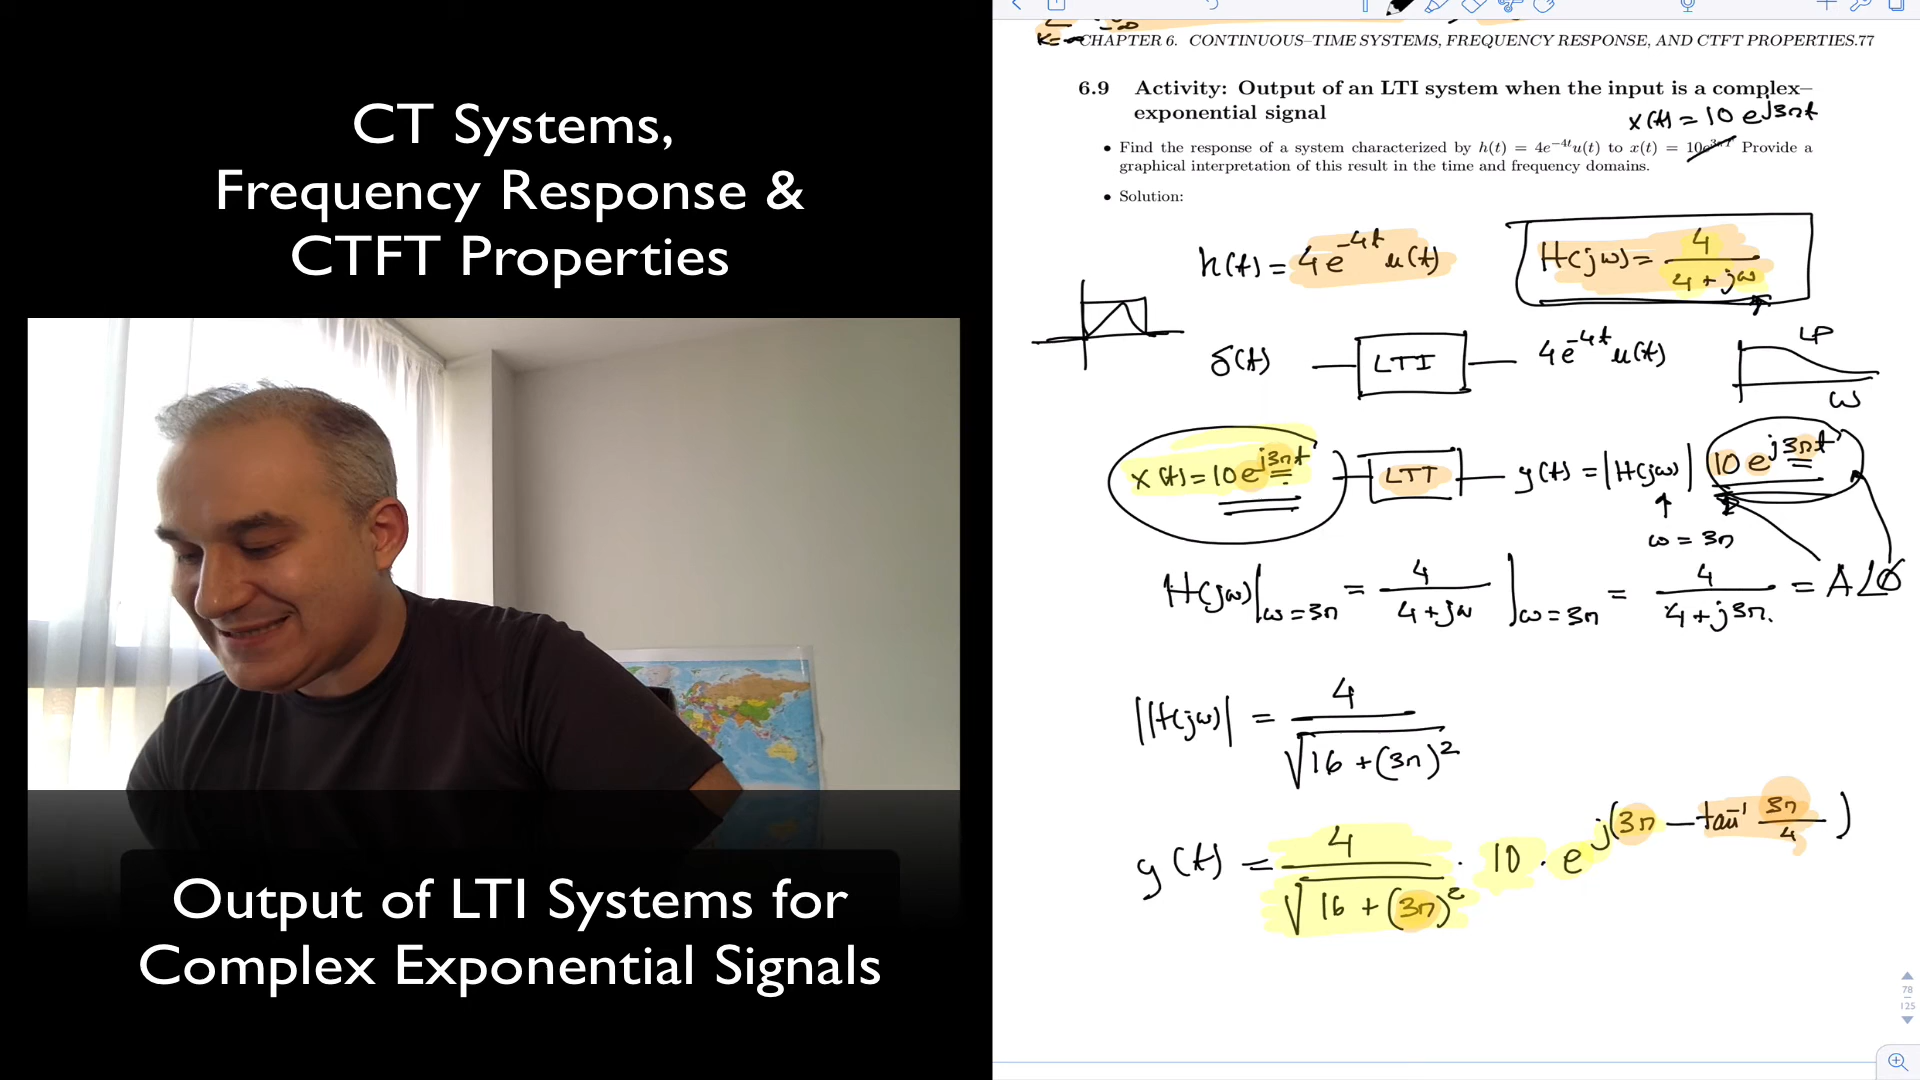 CT Systems,
Frequency Response &
CTFT Properties
Output of LTI Systems for
Complex Exponential Signals
CHAPTER 6. CONTINUOUS–TIME SYSTEMS, FREQUENCY RESPONSE, AND CTFT PROPERTIES.77
6.9 Activity: Output of an LTI system when the input is a complex–
exponential signal
x(t) = 10 e^{j3πt}
• Find the response of a system characterized by h(t) = 4e^{−4t}u(t) to x(t) = Provide a
graphical interpretation of this result in the time and frequency domains.
• Solution:
h(t) = 4e^{-4t} u(t)
H(jω) = 4/(4 + jω)
δ(t) LTI 4e^{-4t} u(t)
LP
ω
x(t) = 10e^{j3πt} LTI y(t) = |H(jω)| 10 e^{j3πt}
ω = 3π
H(jω)|_{ω=3π} = 4/(4+jω) |_{ω=3π} = 4/(4+j3π) = A∠θ
|H(jω)| = 4/√(16 + (3π)²)
y(t) = 4/√(16 + (3π)²) · 10 · e^{j(3π − tan⁻¹ 3π/4)}
78
125